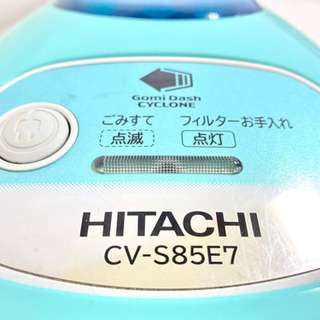 Gomi Dash
CYCLONE
ごみすて フィルターお手入れ
点滅 点灯
HITACHI
CV-S85E7